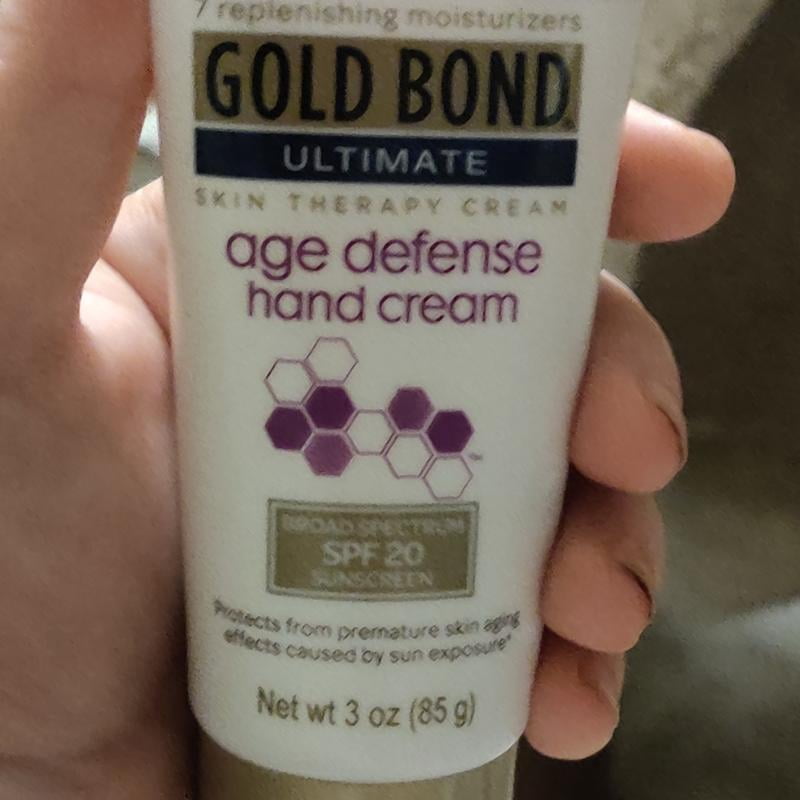 7 replenishing moisturizers
GOLD BOND
ULTIMATE
SKIN THERAPY CREAM
age defense
hand cream
TM
BROAD SPECTRUM
SPF 20
SUNSCREEN
Protects from premature skin aging
effects caused by sun exposure*
Net wt 3 oz (85 g)